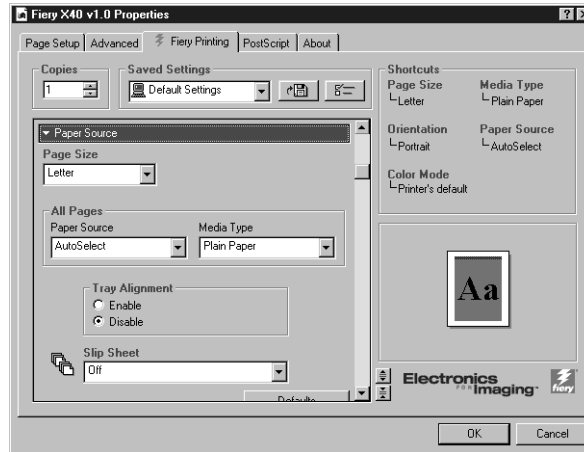 Fiery X40 v1.0 Properties
Page Setup Advanced Fiery Printing PostScript About
Copies
1
Saved Settings
Default Settings
Paper Source
Page Size
Letter
All Pages
Paper Source
AutoSelect
Media Type
Plain Paper
Tray Alignment
Enable
Disable
Slip Sheet
Off
Defaults
Shortcuts
Page Size
Letter
Media Type
Plain Paper
Orientation
Portrait
Paper Source
AutoSelect
Color Mode
Printer's default
Aa
Electronics
FOR Imaging
fiery
OK Cancel